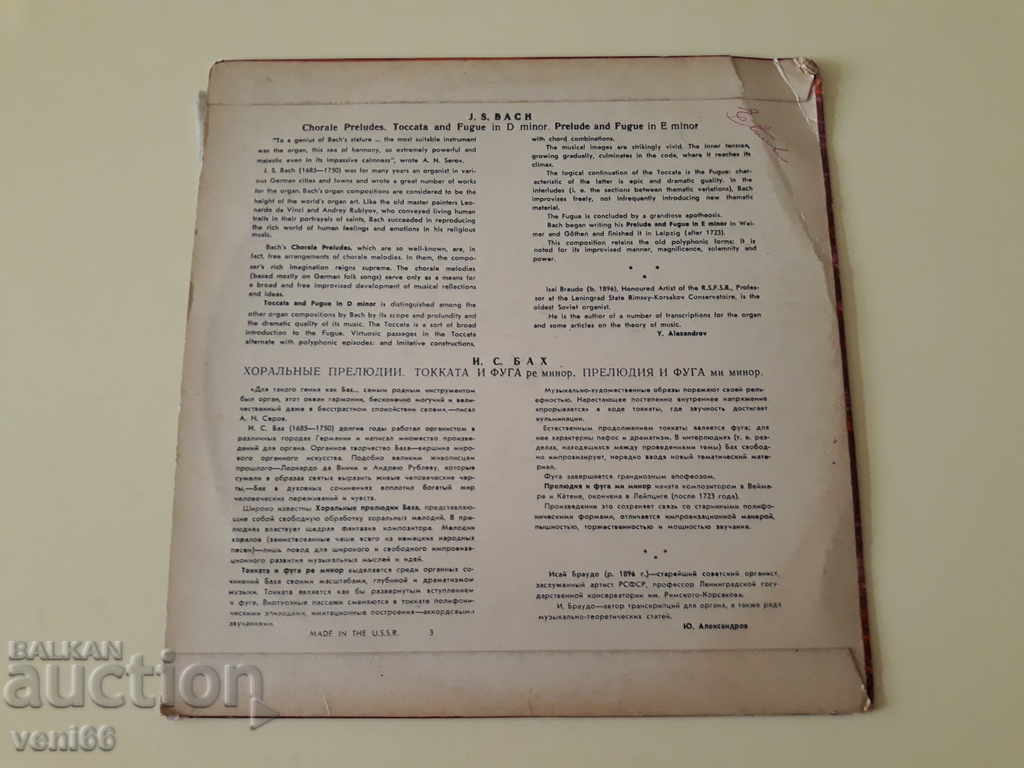 J. S. BACH
Chorale Preludes. Toccata and Fugue in D minor. Prelude and Fugue in E minor
"To a genius of Bach's stature ... the most suitable instrument
was the organ, this sea of harmony, so extremely powerful and
majestic even in its impassive calmness", wrote A. N. Serov.
J. S. Bach (1685—1750) was for many years an organist in vari-
ous German cities and towns and wrote a great number of works
for the organ. Bach's organ compositions are considered to be the
height of the world's organ art. Like the old master painters Leo-
nardo da Vinci and Andrey Rublyov, who conveyed living human
traits in their portrayals of saints, Bach succeeded in reproducing
the rich world of human feelings and emotions in his religious
music.
Bach's Chorale Preludes, which are so well-known, are, in
fact, free arrangements of chorale melodies. In them, the compo-
ser's rich imagination reigns supreme. The chorale melodies
(based mostly on German folk songs) serve only as a means for
a broad and free improvised development of musical reflections
and ideas.
Toccata and Fugue in D minor is distinguished among the
other organ compositions by Bach by its scope and profundity and
the dramatic quality of its music. The Toccata is a sort of broad
introduction to the Fugue. Virtuosic passages in the Toccata
alternate with polyphonic episodes: and imitative constructions,
with chord combinations.
The musical images are strikingly vivid. The inner tension,
growing gradually, culminates in the coda, where it reaches its
climax.
The logical continuation of the Toccata is the Fugue: cha-
racteristic of the latter is epic and dramatic quality. In the
interludes (i. e. the sections between thematic variations), Bach
improvises freely, not infrequently introducing new thematic
material.
The Fugue is concluded by a grandiose apotheosis.
Bach began writing his Prelude and Fugue in E minor in Wei-
mer and Göthen and finished it in Leipzig (after 1723).
This composition retains the old polyphonic forms: it is
noted for its improvised manner, magnificence, solemnity and
power.
* * *
Isai Braudo (b. 1896), Honoured Artist of the R.S.F.S.R., Profes-
sor at the Leningrad State Rimsky-Korsakov Conservatoire, is the
oldest Soviet organist.
He is the author of a number of transcriptions for the organ
and some articles on the theory of music.
Y. Alexandrov
И. С. БАХ
ХОРАЛЬНЫЕ ПРЕЛЮДИИ. ТОККАТА И ФУГА ре минор. ПРЕЛЮДИЯ И ФУГА ми минор.
«Для такого гения как Бах... самым родным инструментом
был орган, этот океан гармонии, бесконечно могучий и вели-
чественный даже в бесстрастном спокойствии своем»,—писал
А. Н. Серов.
И. С. Бах (1685—1750) долгие годы работал органистом в
различных городах Германии и написал множество произве-
дений для органа. Органное творчество Баха—вершина миро-
вого органного искусства. Подобно великим живописцам
прошлого—Леонардо да Винчи и Андрею Рублеву, которые
сумели в образах святых выразить живые человеческие чер-
ты,—Бах в духовных сочинениях воплотил богатый мир
человеческих переживаний и чувств.
Широко известны Хоральные прелюдии Баха, представляю-
щие собой свободную обработку хоральных мелодий. В пре-
людиях властвует щедрая фантазия композитора. Мелодии
хоралов (заимствованные чаще всего из немецких народных
песен)—лишь повод для широкого и свободного импровиза-
ционного развития музыкальных мыслей и идей.
Токката и фуга ре минор выделяется среди органных со-
чинений Баха своими масштабами, глубиной и драматизмом
музыки. Токката является как бы развернутым вступлением
к фуге. Виртуозные пассажи сменяются в токкате полифони-
ческими эпизодами, имитационные построения—аккордовыми
звучаниями.
Музыкально-художественные образы поражают своей рель-
ефностью. Нарастающее постепенно внутреннее напряжение
«прорывается» в коде токкаты, где звучность достигает
кульминации.
Естественным продолжением токкаты является фуга; для
нее характерны пафос и драматизм. В интерлюдиях (т. е. раз-
делах, находящихся между проведениями темы) Бах свобод-
но импровизирует, нередко вводя новый тематический мате-
риал.
Фуга завершается грандиозным апофеозом.
Прелюдия и фуга ми минор начата композитором в Вейма-
ре и Кётене, окончена в Лейпциге (после 1723 года).
Произведение это сохраняет связь со старинными полифо-
ническими формами, отличается импровизационной манерой,
пышностью, торжественностью и мощностью звучания.
* * *
Исай Браудо (р. 1896 г.)—старейший советский органист,
заслуженный артист РСФСР, профессор Ленинградской госу-
дарственной консерватории им. Римского-Корсакова.
И. Браудо—автор транскрипций для органа, а также ряда
музыкально-теоретических статей.
Ю. Александров
MADE IN THE U.S.S.R. 3
BALKAN
auction
veni66